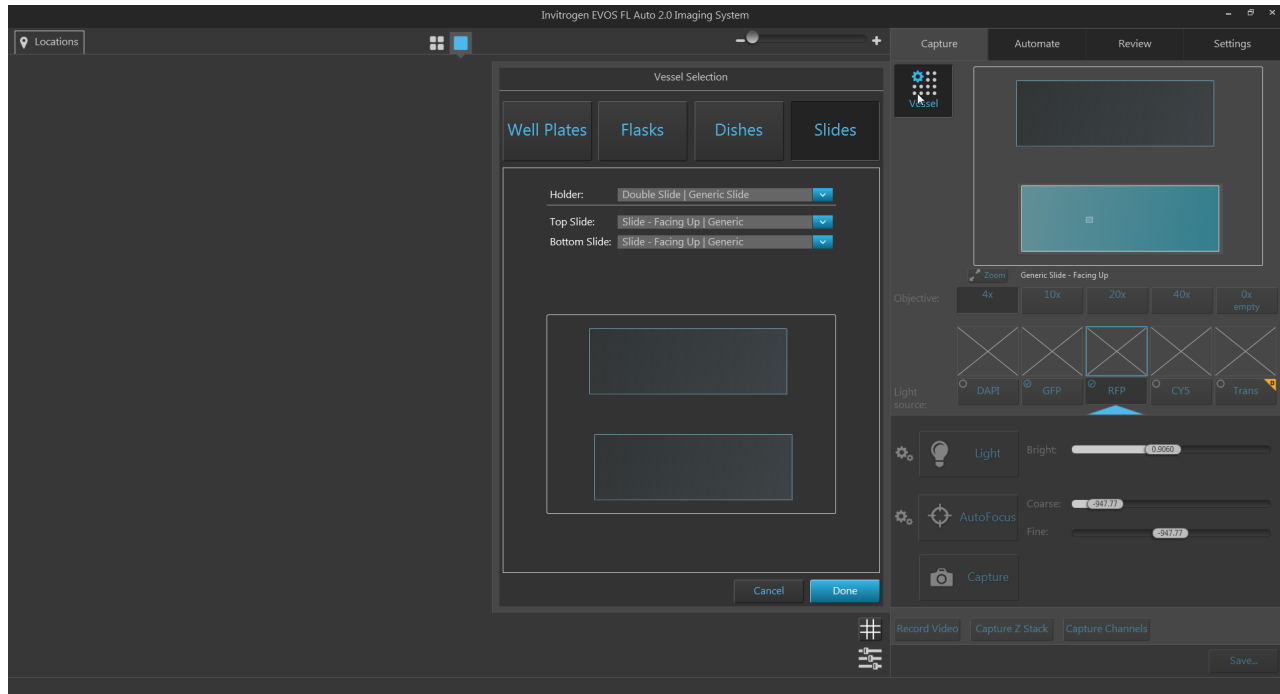 Invitrogen EVOS FL Auto 2.0 Imaging System
Locations
Capture
Automate
Review
Settings
Vessel Selection
Well Plates
Flasks
Dishes
Slides
Holder:
Double Slide | Generic Slide
Top Slide:
Slide - Facing Up | Generic
Bottom Slide:
Slide - Facing Up | Generic
Cancel
Done
Vessel
Zoom
Generic Slide - Facing Up
Objective:
4x
10x
20x
40x
0x
empty
Light
source:
DAPI
GFP
RFP
CY5
Trans
Light
Bright:
0.9060
AutoFocus
Coarse:
-947.77
Fine:
-947.77
Capture
Record Video
Capture Z Stack
Capture Channels
Save...